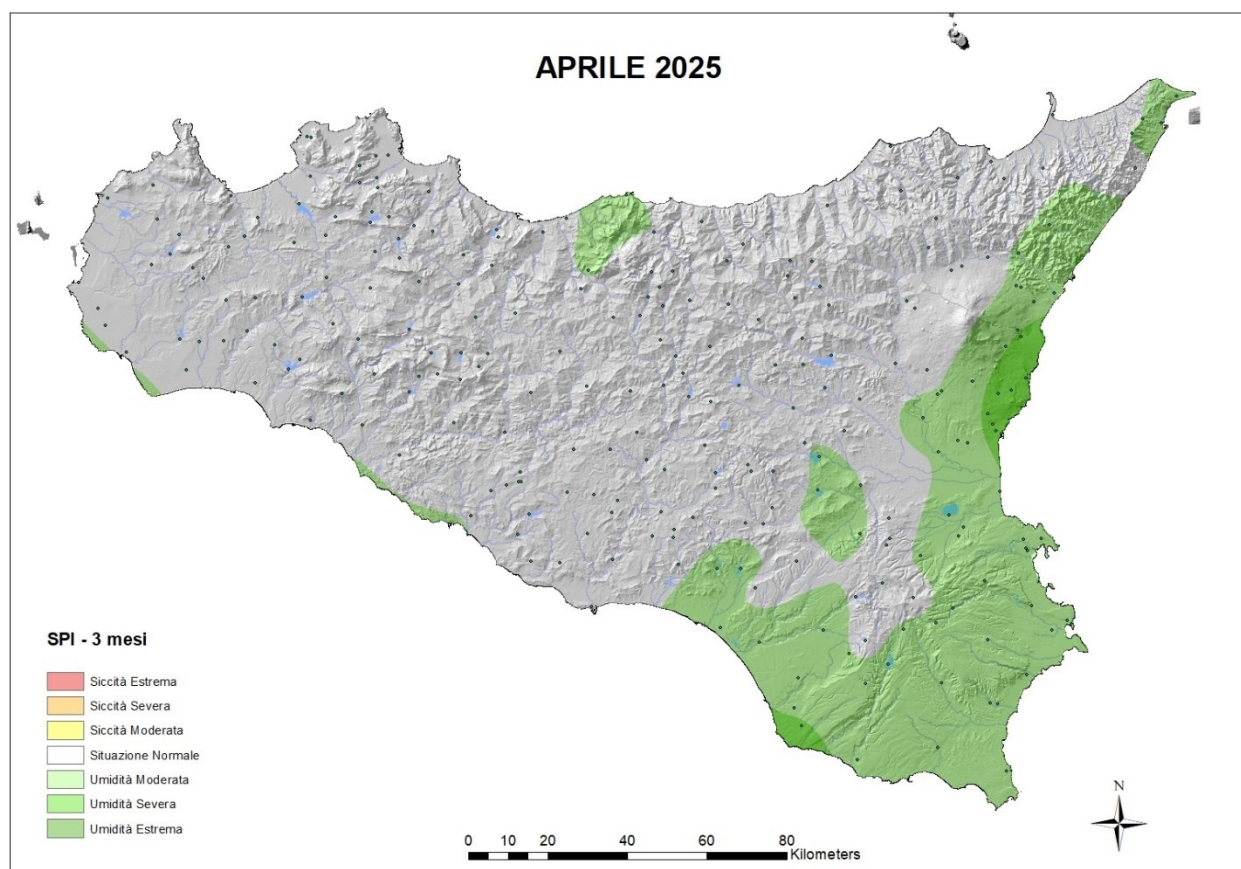 APRILE 2025
SPI - 3 mesi
Siccità Estrema
Siccità Severa
Siccità Moderata
Situazione Normale
Umidità Moderata
Umidità Severa
Umidità Estrema
N
0 10 20 40 60 80
Kilometers